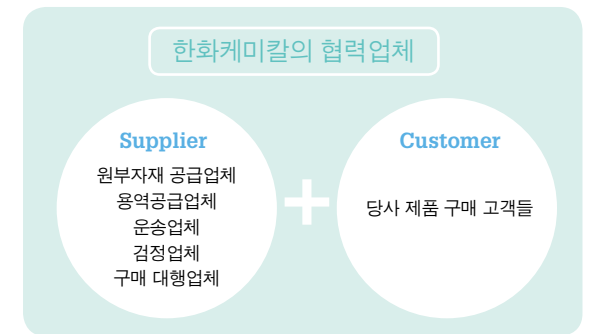 한화케미칼의 협력업체
Supplier
원부자재 공급업체
용역공급업체
운송업체
검정업체
구매 대행업체
+
Customer
당사 제품 구매 고객들